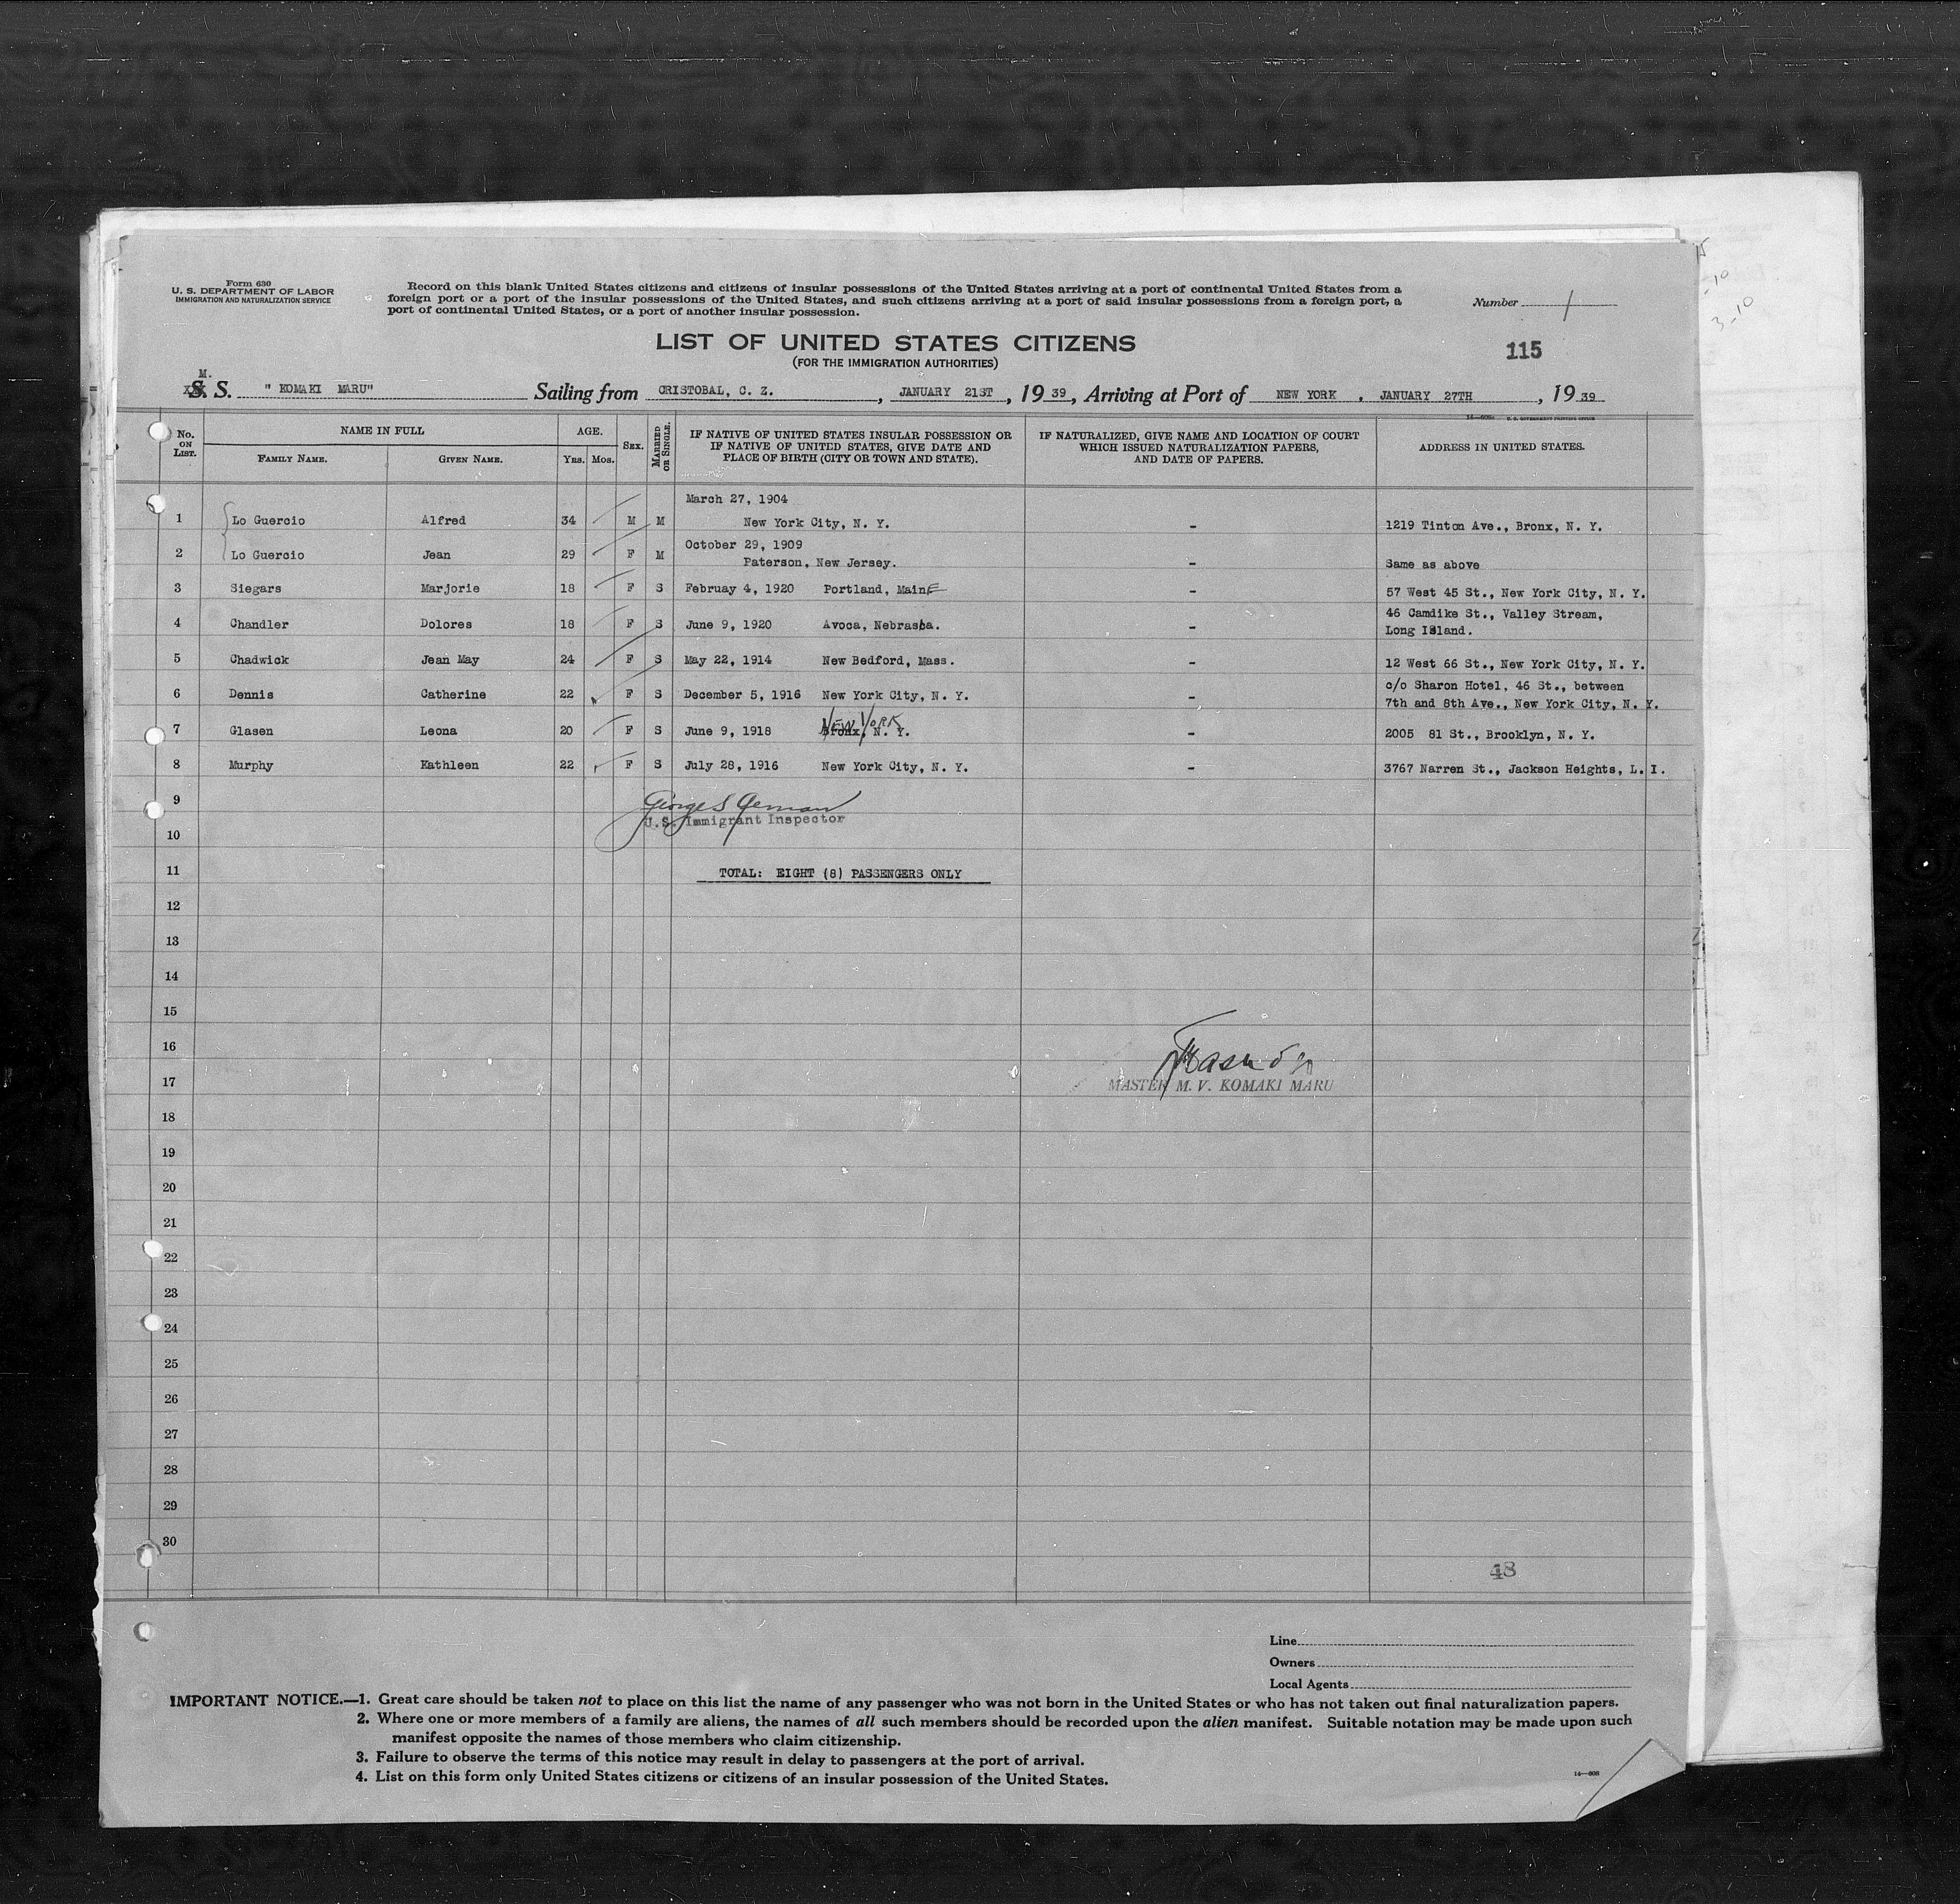 Form 630
U. S. DEPARTMENT OF LABOR
IMMIGRATION AND NATURALIZATION SERVICE
Record on this blank United States citizens and citizens of insular possessions of the United States arriving at a port of continental United States from a
foreign port or a port of the insular possessions of the United States, and such citizens arriving at a port of said insular possessions from a foreign port, a
port of continental United States, or a port of another insular possession.
Number 1
LIST OF UNITED STATES CITIZENS
(FOR THE IMMIGRATION AUTHORITIES)
115
M.
S. S. " KOMAKI MARU" Sailing from CRISTOBAL, C. Z. , JANUARY 21ST , 19 39 , Arriving at Port of NEW YORK , JANUARY 27TH , 19 39
U. S. GOVERNMENT PRINTING OFFICE
No. ON LIST. NAME IN FULL FAMILY NAME. GIVEN NAME. AGE. YRS. MOS. SEX. MARRIED OR SINGLE. IF NATIVE OF UNITED STATES INSULAR POSSESSION OR IF NATIVE OF UNITED STATES, GIVE DATE AND PLACE OF BIRTH (CITY OR TOWN AND STATE). IF NATURALIZED, GIVE NAME AND LOCATION OF COURT WHICH ISSUED NATURALIZATION PAPERS, AND DATE OF PAPERS. ADDRESS IN UNITED STATES.
March 27, 1904
1 Lo Guercio Alfred 34 M M New York City, N. Y. - 1219 Tinton Ave., Bronx, N. Y.
October 29, 1909
2 Lo Guercio Jean 29 F M Paterson, New Jersey. - Same as above
3 Siegars Marjorie 18 F S Februay 4, 1920 Portland, MainE - 57 West 45 St., New York City, N. Y.
46 Camdike St., Valley Stream,
4 Chandler Dolores 18 F S June 9, 1920 Avoca, Nebraska. - Long Island.
5 Chadwick Jean May 24 F S May 22, 1914 New Bedford, Mass. - 12 West 66 St., New York City, N. Y.
c/o Sharon Hotel, 46 St., between
6 Dennis Catherine 22 F S December 5, 1916 New York City, N. Y. - 7th and 8th Ave., New York City, N. Y.
NEW YORK
7 Glasen Leona 20 F S June 9, 1918 Bronx, N. Y. - 2005 81 St., Brooklyn, N. Y.
8 Murphy Kathleen 22 F S July 28, 1916 New York City, N. Y. - 3767 Narren St., Jackson Heights, L. I.
9
U.S. Immigrant Inspector
10
11 TOTAL: EIGHT (8) PASSENGERS ONLY
12
13
14
15
16
17 MASTER M. V. KOMAKI MARU
18
19
20
21
22
23
24
25
26
27
28
29
30
48
Line
Owners
Local Agents
IMPORTANT NOTICE.—1. Great care should be taken not to place on this list the name of any passenger who was not born in the United States or who has not taken out final naturalization papers.
2. Where one or more members of a family are aliens, the names of all such members should be recorded upon the alien manifest. Suitable notation may be made upon such
manifest opposite the names of those members who claim citizenship.
3. Failure to observe the terms of this notice may result in delay to passengers at the port of arrival.
4. List on this form only United States citizens or citizens of an insular possession of the United States.